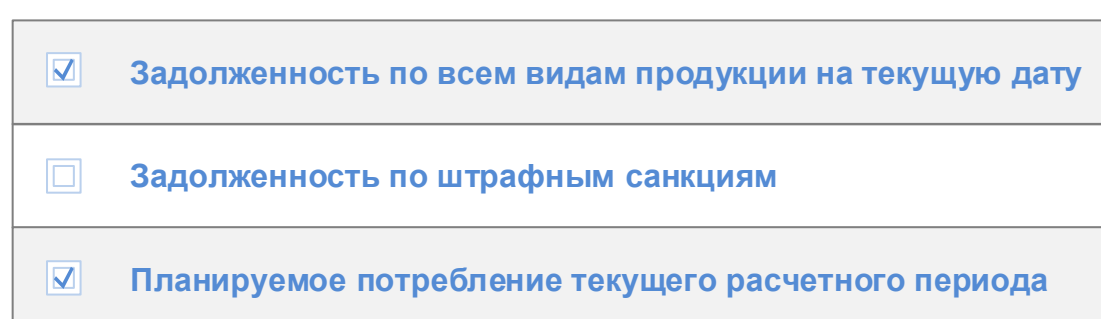 Задолженность по всем видам продукции на текущую дату
Задолженность по штрафным санкциям
Планируемое потребление текущего расчетного периода